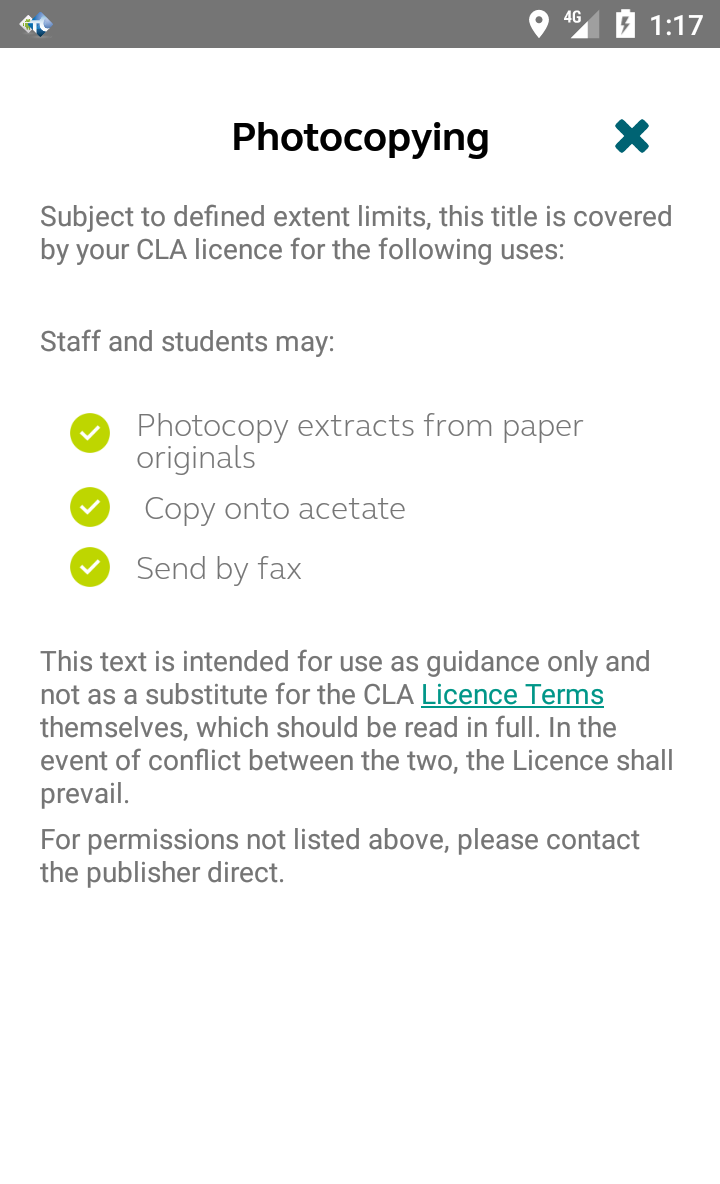 4G 1:17
Photocopying
Subject to defined extent limits, this title is covered
by your CLA licence for the following uses:
Staff and students may:
Photocopy extracts from paper
originals
Copy onto acetate
Send by fax
This text is intended for use as guidance only and
not as a substitute for the CLA Licence Terms
themselves, which should be read in full. In the
event of conflict between the two, the Licence shall
prevail.
For permissions not listed above, please contact
the publisher direct.